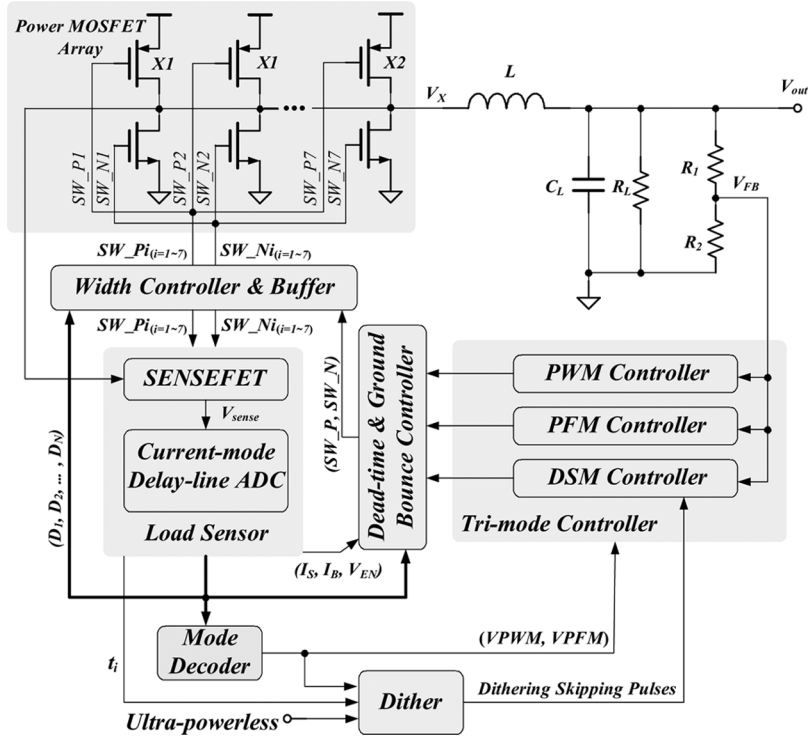 Power MOSFET
Array
X1
X1
X2
SW_P1
SW_N1
SW_P2
SW_N2
SW_P7
SW_N7
V_X
L
V_out
C_L
R_L
R_1
V_FB
R_2
SW_Pi(i=1~7)
SW_Ni(i=1~7)
Width Controller & Buffer
SW_Pi(i=1~7)
SW_Ni(i=1~7)
SENSEFET
V_sense
Current-mode
Delay-line ADC
Load Sensor
(D_1, D_2, ... , D_N)
(SW_P, SW_N)
Dead-time & Ground
Bounce Controller
PWM Controller
PFM Controller
DSM Controller
Tri-mode Controller
(I_S, I_B, V_EN)
t_i
Mode
Decoder
(VPWM, VPFM)
Dither
Dithering Skipping Pulses
Ultra-powerless